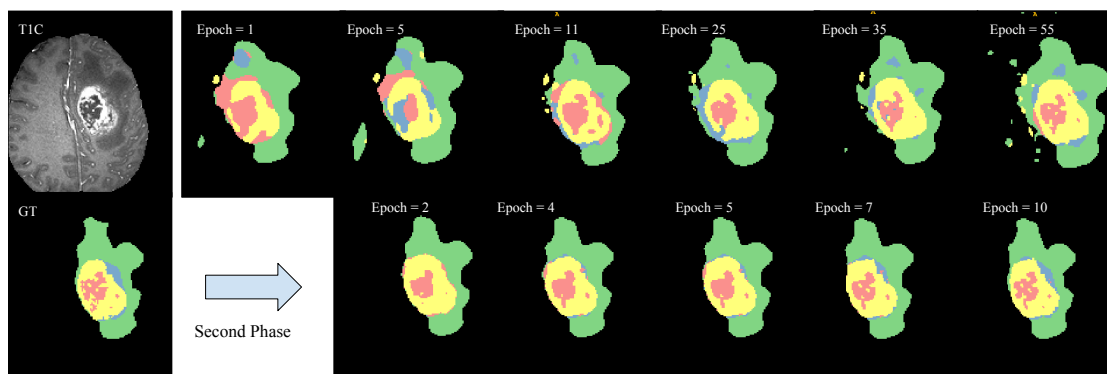 T1C
Epoch = 1
Epoch = 5
Epoch = 11
Epoch = 25
Epoch = 35
Epoch = 55
GT
Second Phase
Epoch = 2
Epoch = 4
Epoch = 5
Epoch = 7
Epoch = 10